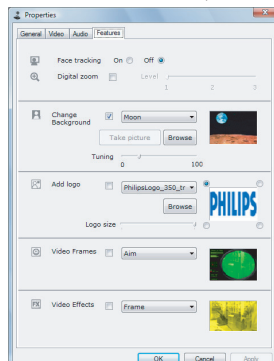 Properties
General Video Audio Features
Face tracking On Off
Digital zoom Level
1 2 3
Change Background Moon
Take picture Browse
Tuning
0 100
Add logo PhilipsLogo_350_tr
Browse
PHILIPS
Logo size
Video Frames Aim
FX Video Effects Frame
OK Cancel Apply